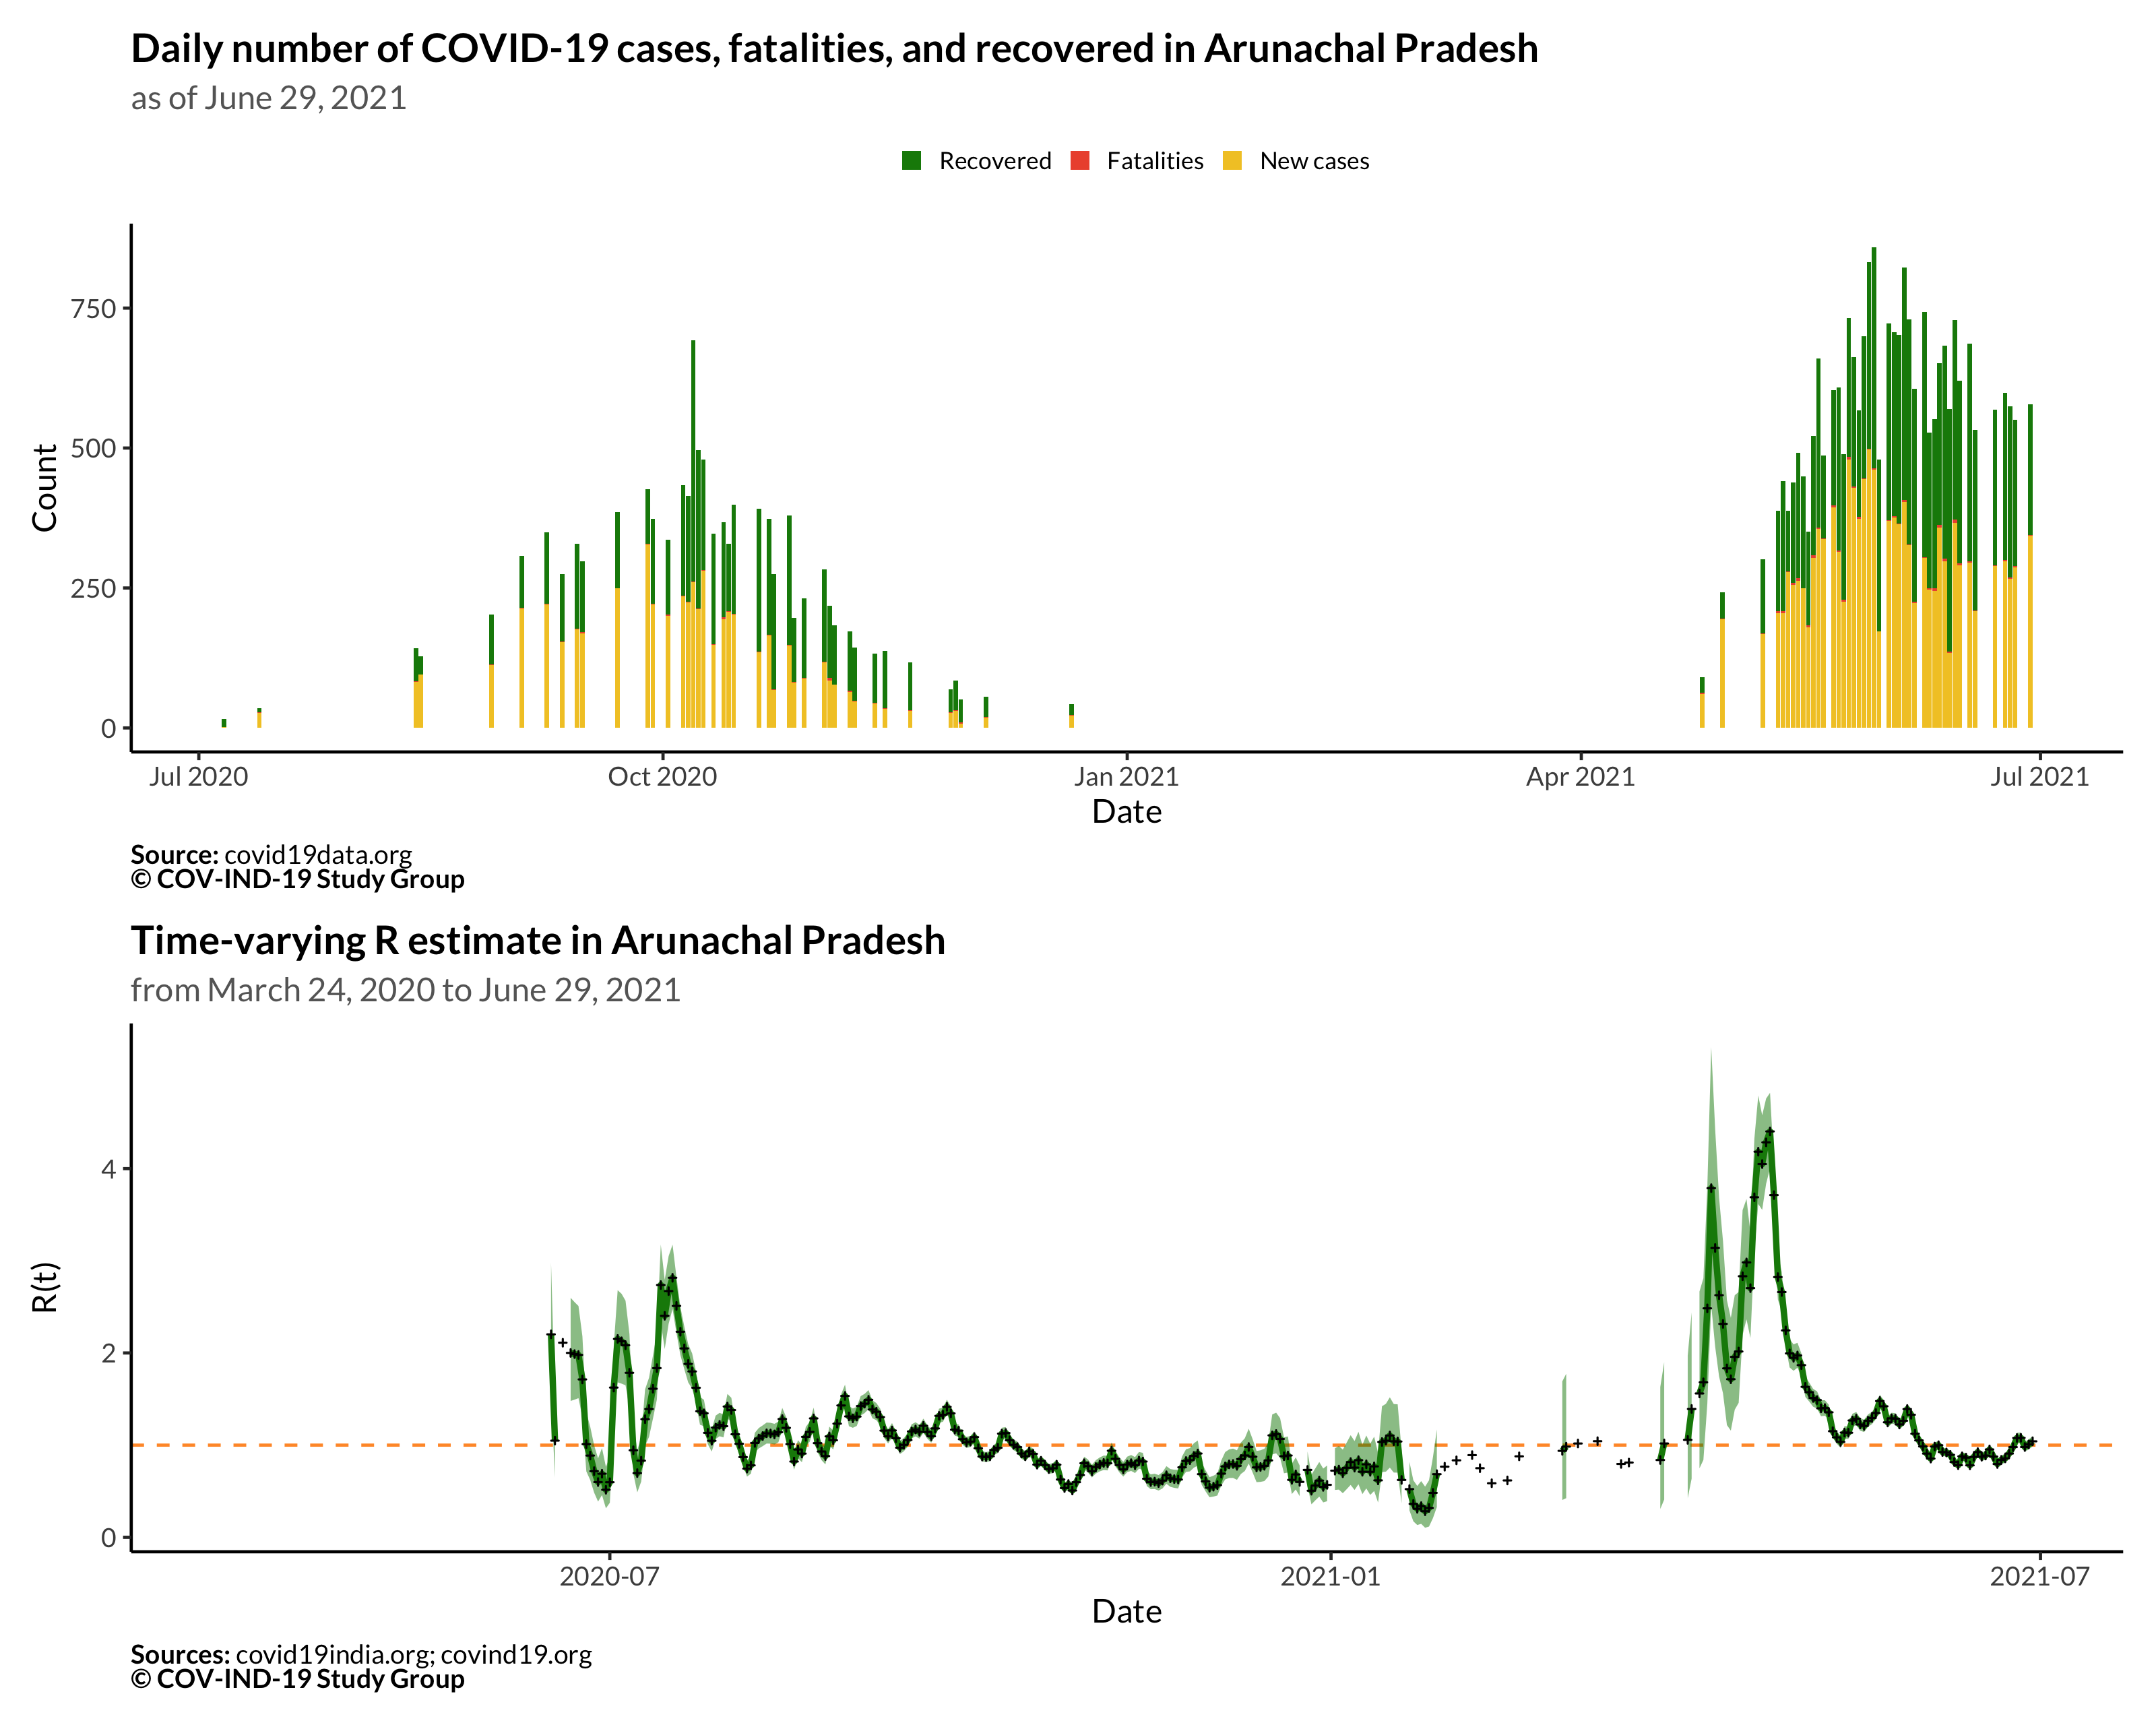 Daily number of COVID-19 cases, fatalities, and recovered in Arunachal Pradesh
as of June 29, 2021
Recovered Fatalities New cases
Count
750
500
250
0
Jul 2020 Oct 2020 Jan 2021 Apr 2021 Jul 2021
Date
Source: covid19data.org
© COV-IND-19 Study Group
Time-varying R estimate in Arunachal Pradesh
from March 24, 2020 to June 29, 2021
R(t)
4
2
0
2020-07 2021-01 2021-07
Date
Sources: covid19india.org; covind19.org
© COV-IND-19 Study Group